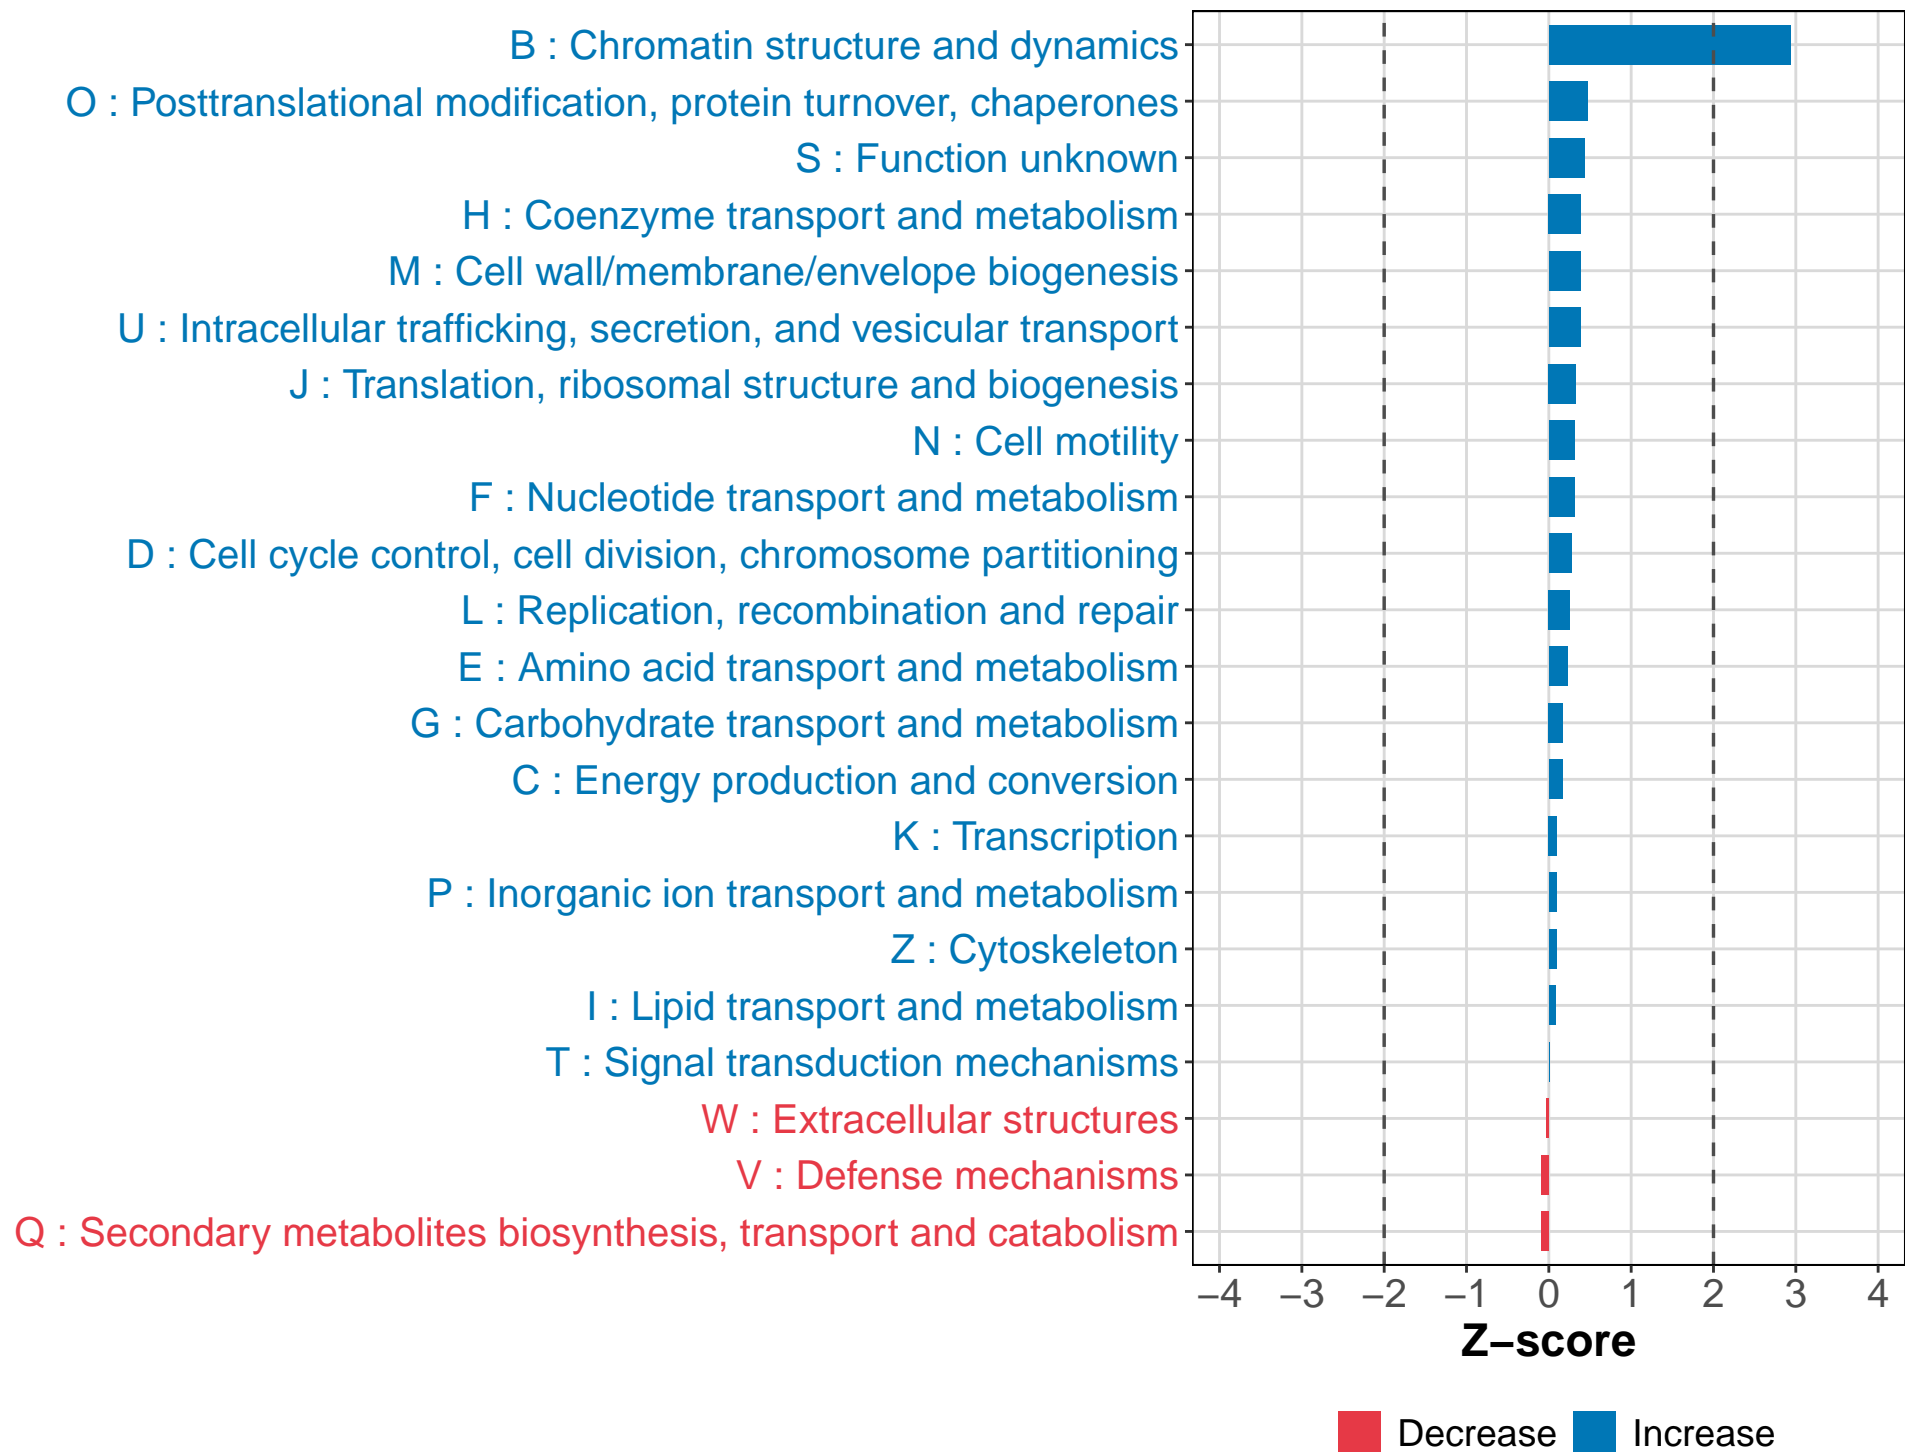 B : Chromatin structure and dynamics
O : Posttranslational modification, protein turnover, chaperones
S : Function unknown
H : Coenzyme transport and metabolism
M : Cell wall/membrane/envelope biogenesis
U : Intracellular trafficking, secretion, and vesicular transport
J : Translation, ribosomal structure and biogenesis
N : Cell motility
F : Nucleotide transport and metabolism
D : Cell cycle control, cell division, chromosome partitioning
L : Replication, recombination and repair
E : Amino acid transport and metabolism
G : Carbohydrate transport and metabolism
C : Energy production and conversion
K : Transcription
P : Inorganic ion transport and metabolism
Z : Cytoskeleton
I : Lipid transport and metabolism
T : Signal transduction mechanisms
W : Extracellular structures
V : Defense mechanisms
Q : Secondary metabolites biosynthesis, transport and catabolism
−4 −3 −2 −1 0 1 2 3 4
Z−score
Decrease Increase